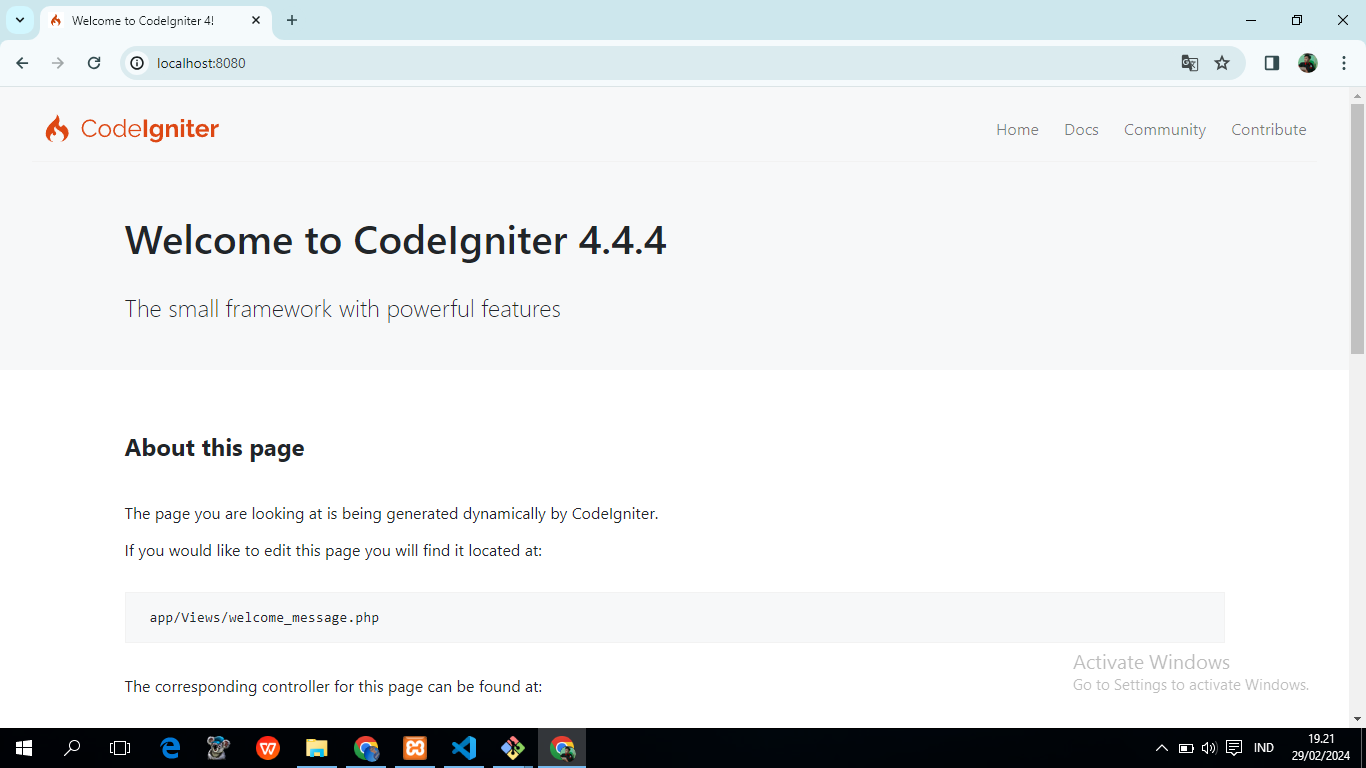 Welcome to CodeIgniter 4!
localhost:8080
CodeIgniter
Home Docs Community Contribute
Welcome to CodeIgniter 4.4.4
The small framework with powerful features
About this page
The page you are looking at is being generated dynamically by CodeIgniter.
If you would like to edit this page you will find it located at:
app/Views/welcome_message.php
Activate Windows
Go to Settings to activate Windows.
The corresponding controller for this page can be found at:
W
IND
19.21
29/02/2024